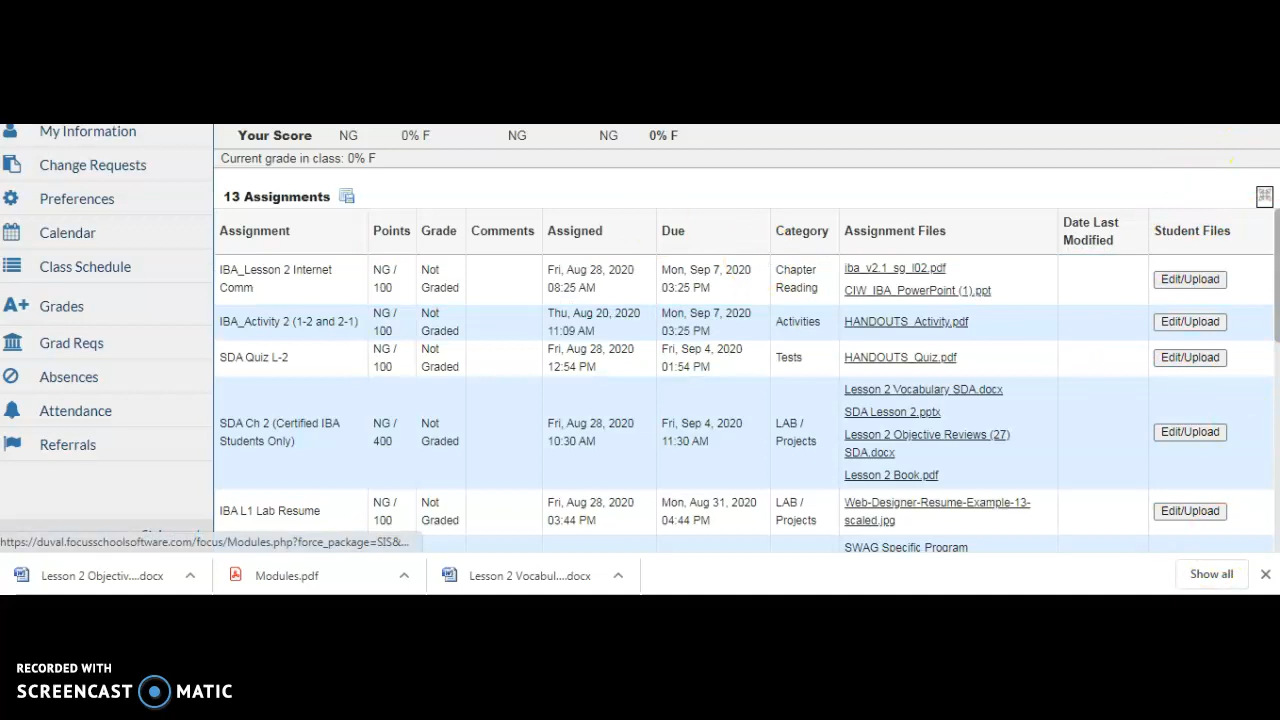 My Information
Change Requests
Preferences
Calendar
Class Schedule
A+ Grades
Grad Reqs
Absences
Attendance
Referrals
Your Score NG 0% F NG NG 0% F
Current grade in class: 0% F
13 Assignments
Assignment Points Grade Comments Assigned Due Category Assignment Files Date Last Modified Student Files
IBA_Lesson 2 Internet Comm NG / 100 Not Graded Fri, Aug 28, 2020 08:25 AM Mon, Sep 7, 2020 03:25 PM Chapter Reading iba_v2.1_sg_l02.pdf
CIW_IBA_PowerPoint (1).ppt Edit/Upload
IBA_Activity 2 (1-2 and 2-1) NG / 100 Not Graded Thu, Aug 20, 2020 11:09 AM Mon, Sep 7, 2020 03:25 PM Activities HANDOUTS_Activity.pdf Edit/Upload
SDA Quiz L-2 NG / 100 Not Graded Fri, Aug 28, 2020 12:54 PM Fri, Sep 4, 2020 01:54 PM Tests HANDOUTS_Quiz.pdf Edit/Upload
SDA Ch 2 (Certified IBA Students Only) NG / 400 Not Graded Fri, Aug 28, 2020 10:30 AM Fri, Sep 4, 2020 11:30 AM LAB / Projects Lesson 2 Vocabulary SDA.docx
SDA Lesson 2.pptx
Lesson 2 Objective Reviews (27) SDA.docx
Lesson 2 Book.pdf Edit/Upload
IBA L1 Lab Resume NG / 100 Not Graded Fri, Aug 28, 2020 03:44 PM Mon, Aug 31, 2020 04:44 PM LAB / Projects Web-Designer-Resume-Example-13-scaled.jpg Edit/Upload
SWAG Specific Program
https://duval.focusschoolsoftware.com/focus/Modules.php?force_package=SIS&...
Lesson 2 Objectiv....docx Modules.pdf Lesson 2 Vocabul....docx Show all
RECORDED WITH
SCREENCAST MATIC